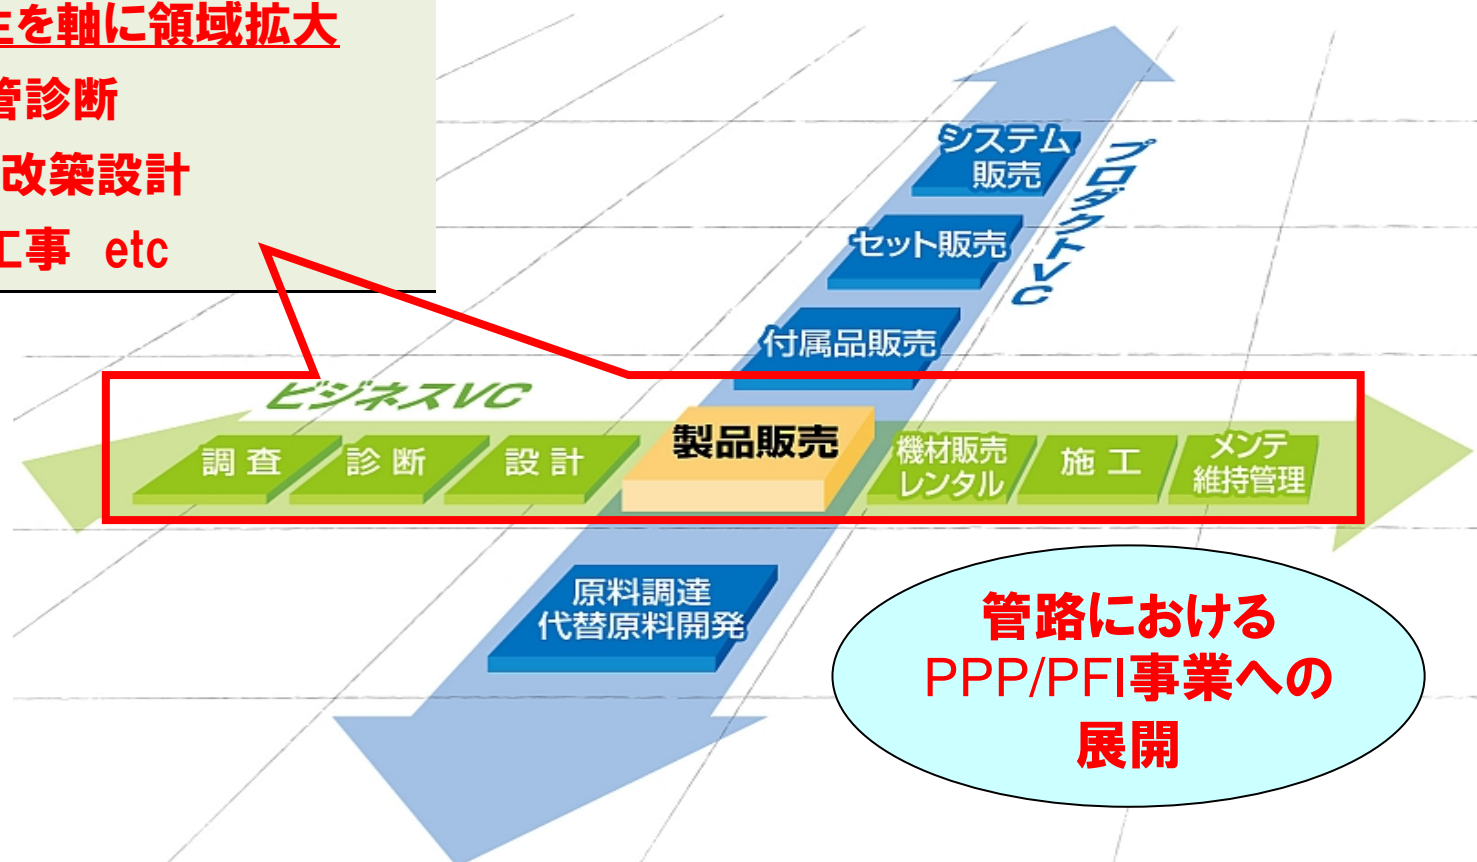 生を軸に領域拡大
管診断
改築設計
工事 etc
システム
販売
プロダクトVC
セット販売
付属品販売
ビジネスVC
調査
診断
設計
製品販売
機材販売
レンタル
施工
メンテ
維持管理
原料調達
代替原料開発
管路における
PPP/PFI事業への
展開